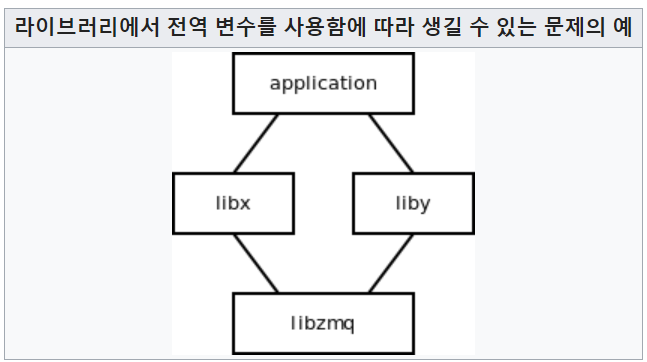 라이브러리에서 전역 변수를 사용함에 따라 생길 수 있는 문제의 예
application
libx
liby
libzmq